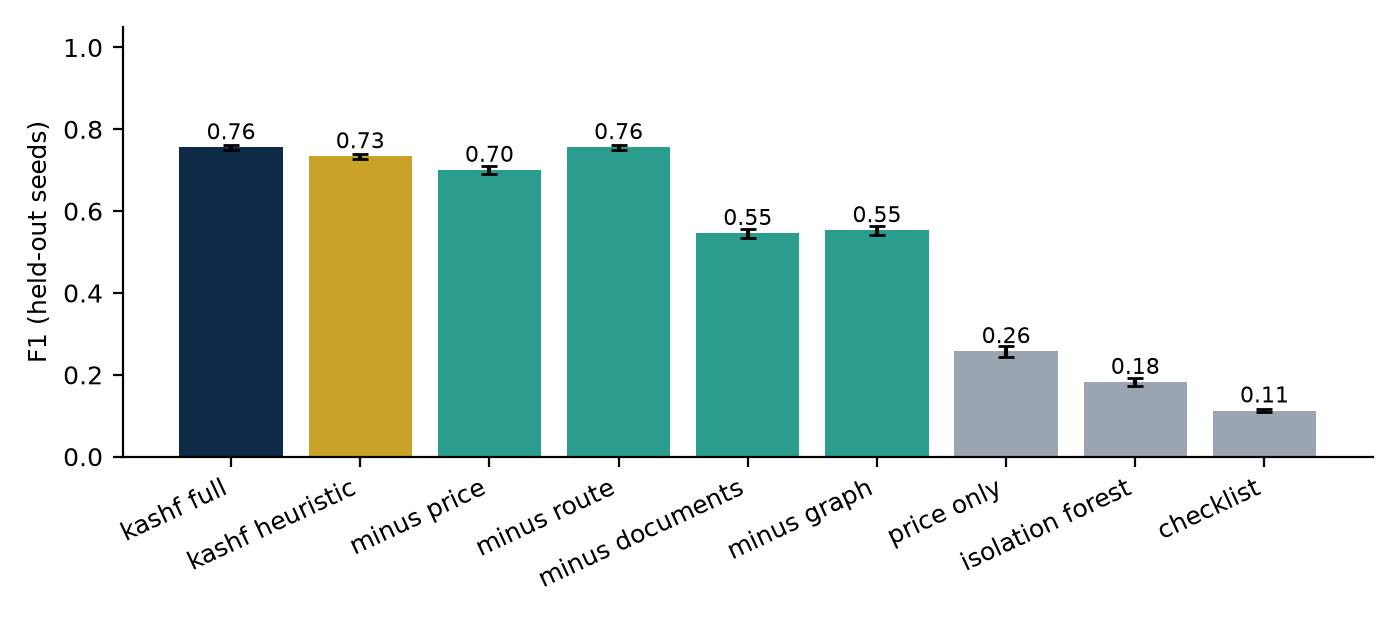 1.0
0.8
0.6
0.4
0.2
0.0
F1 (held-out seeds)
0.76
0.73
0.70
0.76
0.55
0.55
0.26
0.18
0.11
kashf full
kashf heuristic
minus price
minus route
minus documents
minus graph
price only
isolation forest
checklist